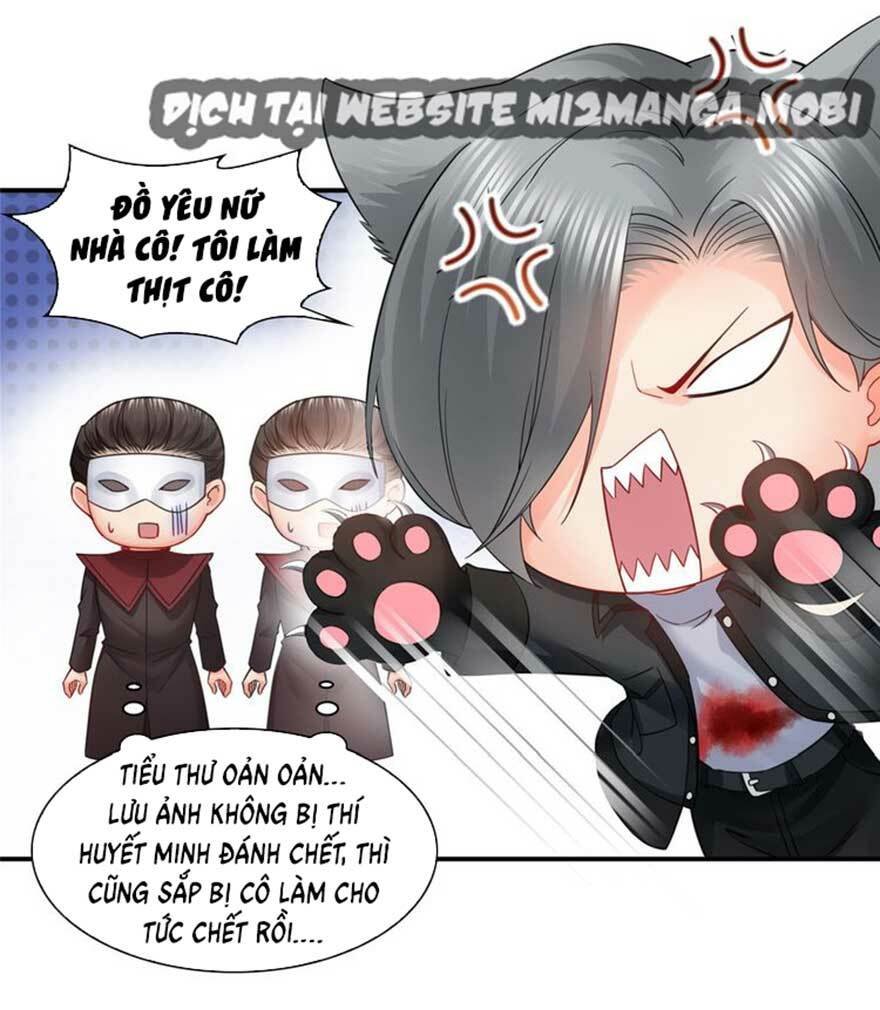 DỊCH TẠI WEBSITE MI2MANGA.MOBI
ĐỒ YÊU NỮ
NHÀ CÔ! TÔI LÀM
THỊT CÔ!
TIỂU THƯ OẢN OẢN...
LƯU ẢNH KHÔNG BỊ THÍ
HUYẾT MINH ĐÁNH CHẾT, THÌ
CŨNG SẮP BỊ CÔ LÀM CHO
TỨC CHẾT RỒI....